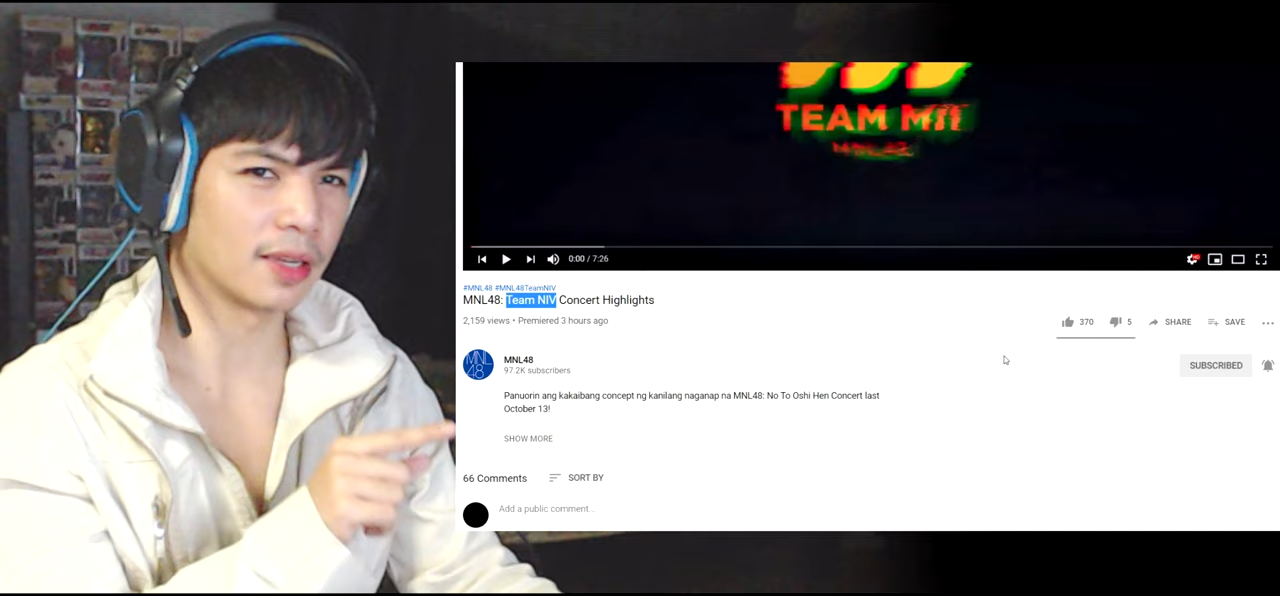 TEAM MII
MNL48
0:00 / 7:26
#MNL48 #MNL48TeamNIV
MNL48: Team NIV Concert Highlights
2,159 views • Premiered 3 hours ago
370 5 SHARE SAVE
MNL
48
MNL48
97.2K subscribers
SUBSCRIBED
Panuorin ang kakaibang concept ng kanilang naganap na MNL48: No To Oshi Hen Concert last
October 13!
SHOW MORE
66 Comments SORT BY
Add a public comment...